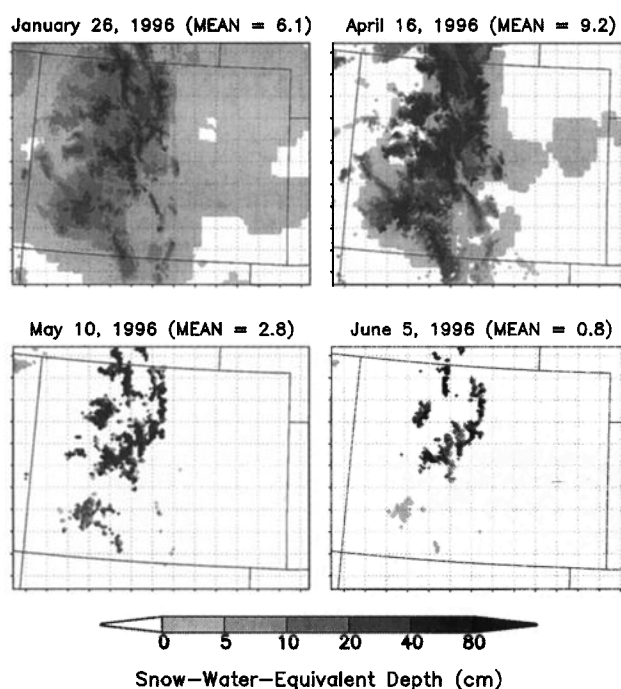 January 26, 1996 (MEAN = 6.1)
April 16, 1996 (MEAN = 9.2)
May 10, 1996 (MEAN = 2.8)
June 5, 1996 (MEAN = 0.8)
0 5 10 20 40 80
Snow-Water-Equivalent Depth (cm)